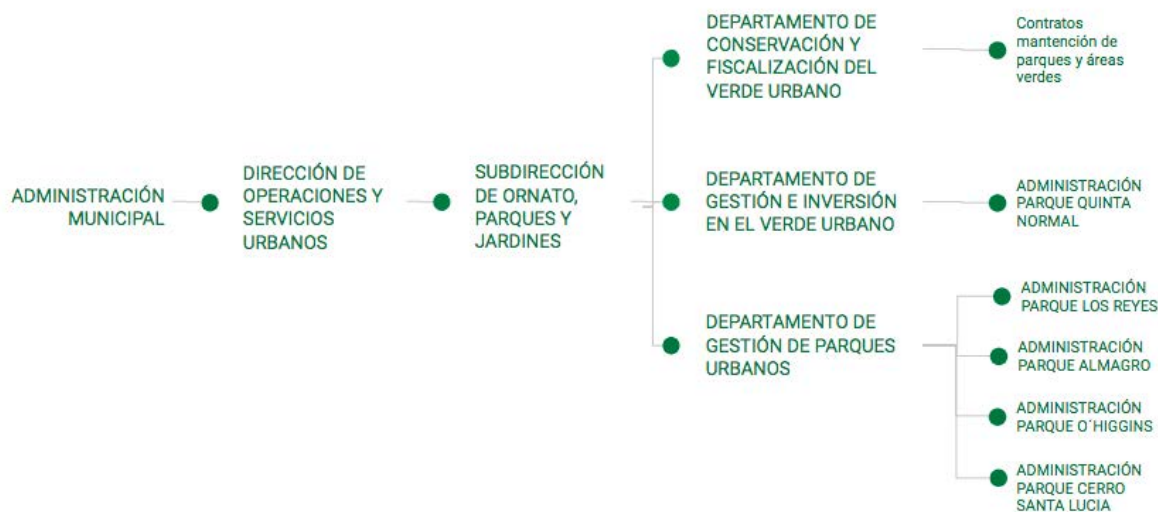 ADMINISTRACIÓN
MUNICIPAL
DIRECCIÓN DE
OPERACIONES Y
SERVICIOS
URBANOS
SUBDIRECCIÓN
DE ORNATO,
PARQUES Y
JARDINES
DEPARTAMENTO DE
CONSERVACIÓN Y
FISCALIZACIÓN DEL
VERDE URBANO
Contratos
mantención de
parques y áreas
verdes
DEPARTAMENTO DE
GESTIÓN E INVERSIÓN
EN EL VERDE URBANO
ADMINISTRACIÓN
PARQUE QUINTA
NORMAL
DEPARTAMENTO DE
GESTIÓN DE PARQUES
URBANOS
ADMINISTRACIÓN
PARQUE LOS REYES
ADMINISTRACIÓN
PARQUE ALMAGRO
ADMINISTRACIÓN
PARQUE O´HIGGINS
ADMINISTRACIÓN
PARQUE CERRO
SANTA LUCIA